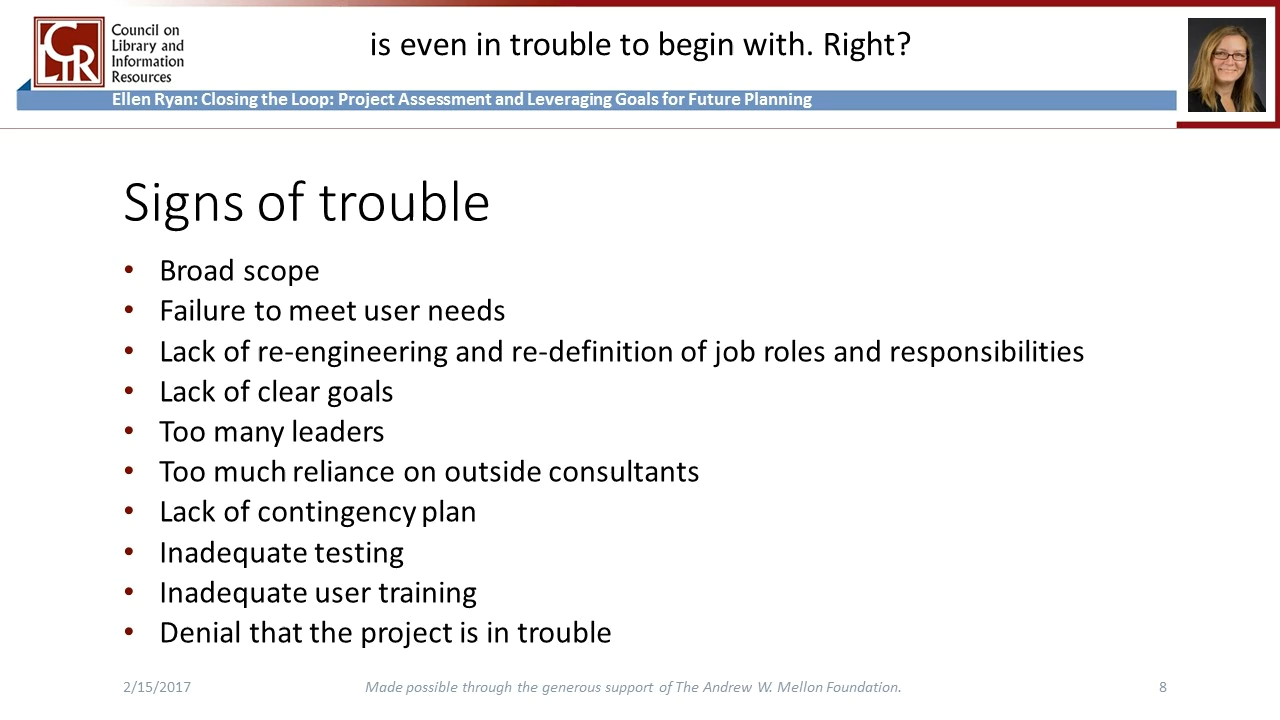 CLIR
Council on
Library and
Information
Resources
is even in trouble to begin with. Right?
Ellen Ryan: Closing the Loop: Project Assessment and Leveraging Goals for Future Planning
Signs of trouble
• Broad scope
• Failure to meet user needs
• Lack of re-engineering and re-definition of job roles and responsibilities
• Lack of clear goals
• Too many leaders
• Too much reliance on outside consultants
• Lack of contingency plan
• Inadequate testing
• Inadequate user training
• Denial that the project is in trouble
2/15/2017
Made possible through the generous support of The Andrew W. Mellon Foundation.
8